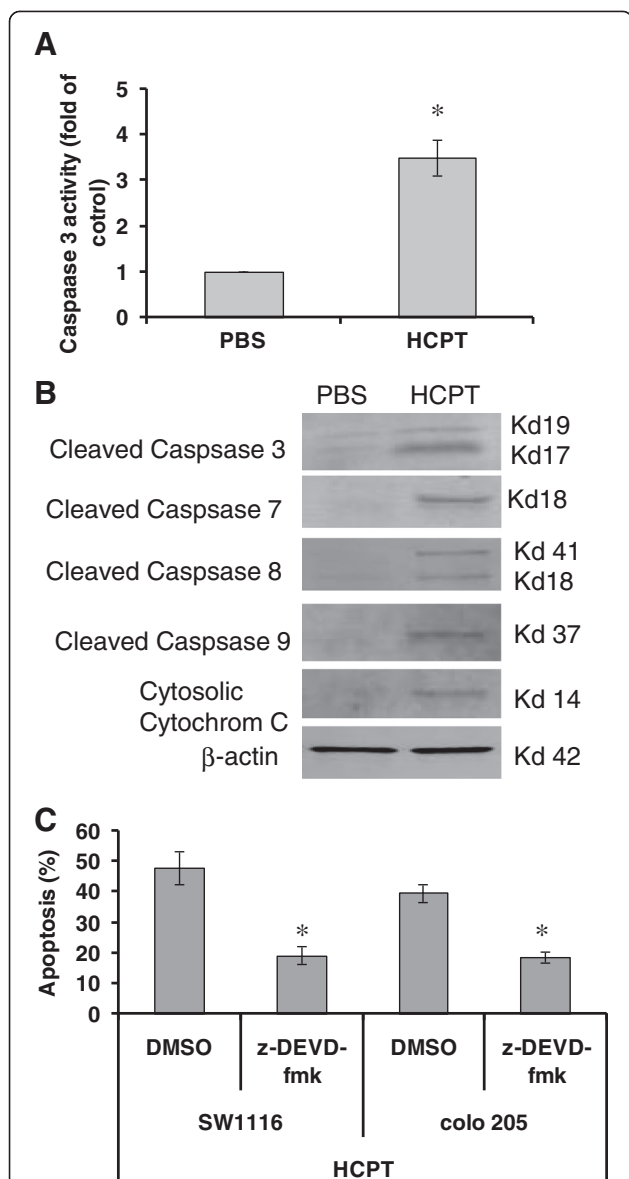 A
Caspaase 3 activity (fold of
cotrol)
5
4
3
2
1
0
*
PBS
HCPT
B
PBS HCPT
Cleaved Caspsase 3
Kd19
Kd17
Cleaved Caspsase 7
Kd18
Cleaved Caspsase 8
Kd 41
Kd18
Cleaved Caspsase 9
Kd 37
Cytosolic
Cytochrom C
Kd 14
β-actin
Kd 42
C
Apoptosis (%)
60
50
40
30
20
10
0
*
*
DMSO
z-DEVD-
fmk
DMSO
z-DEVD-
fmk
SW1116
colo 205
HCPT